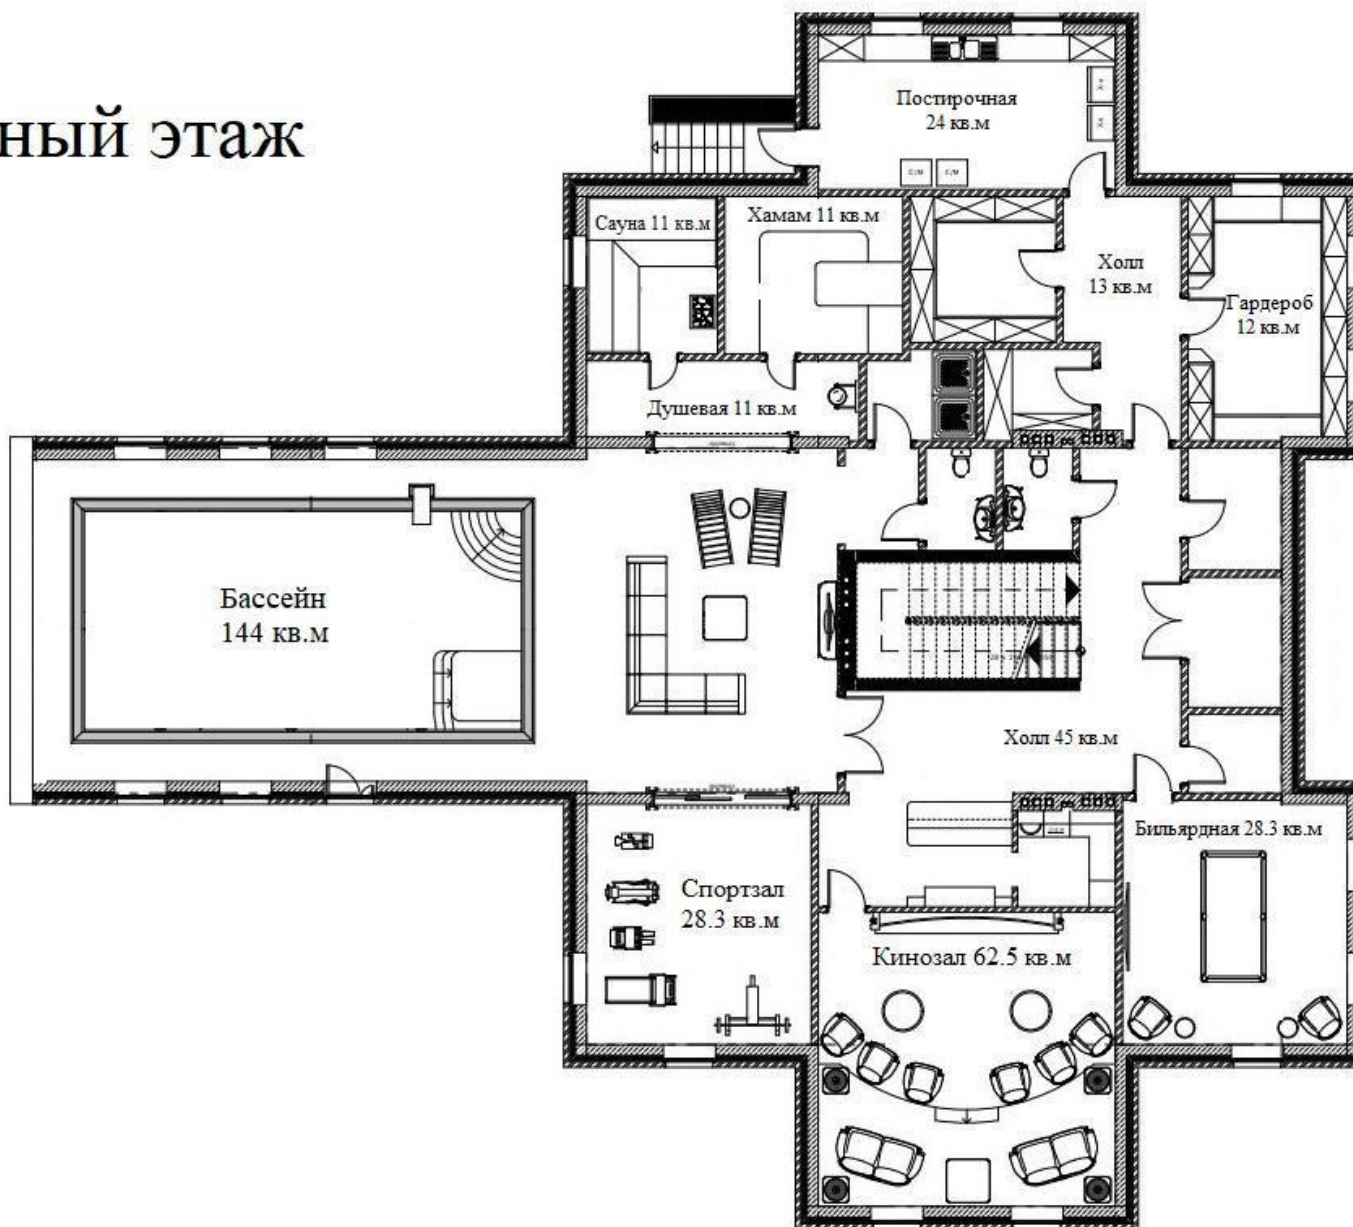 ный этаж
Постирочная
24 кв.м
С/М
С/М
Сауна 11 кв.м
Хамам 11 кв.м
Холл
13 кв.м
Гардероб
12 кв.м
Душевая 11 кв.м
Бассейн
144 кв.м
Холл 45 кв.м
Бильярдная 28.3 кв.м
Спортзал
28.3 кв.м
Кинозал 62.5 кв.м